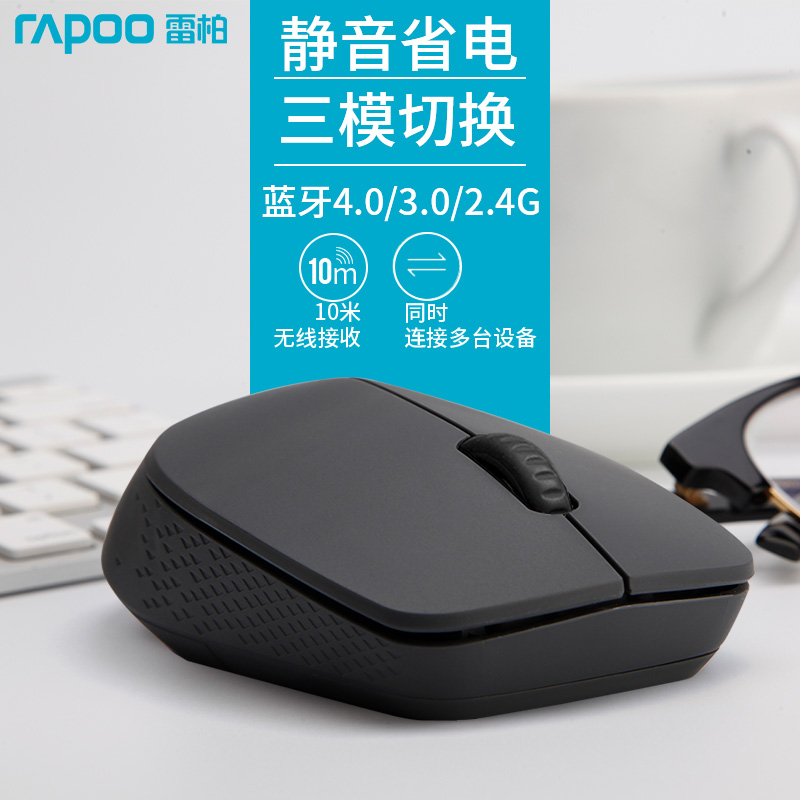 rapoo 雷柏
静音省电
三模切换
蓝牙4.0/3.0/2.4G
10m
10米
无线接收
同时
连接多台设备